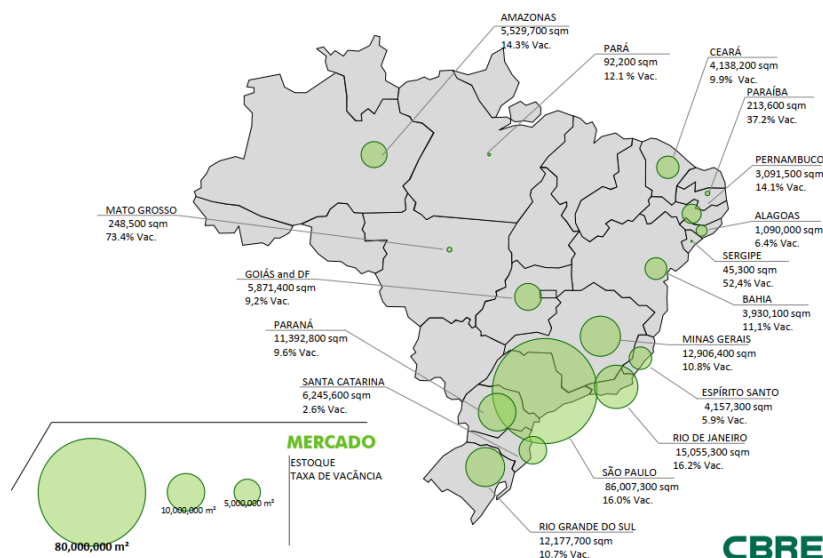 AMAZONAS
5,529,700 sqm
14.3% Vac.
PARÁ
92,200 sqm
12.1 % Vac.
CEARÁ
4,138,200 sqm
9.9% Vac.
PARAÍBA
213,600 sqm
37.2% Vac.
PERNAMBUCO
3,091,500 sqm
14.1% Vac.
ALAGOAS
1,090,000 sqm
6.4% Vac.
SERGIPE
45,300 sqm
52,4% Vac.
BAHIA
3,930,100 sqm
11,1% Vac.
MATO GROSSO
248,500 sqm
73.4% Vac.
GOIÁS and DF
5,871,400 sqm
9,2% Vac.
PARANÁ
11,392,800 sqm
9.6% Vac.
SANTA CATARINA
6,245,600 sqm
2.6% Vac.
MINAS GERAIS
12,906,400 sqm
10.8% Vac.
ESPÍRITO SANTO
4,157,300 sqm
5.9% Vac.
RIO DE JANEIRO
15,055,300 sqm
16.2% Vac.
SÃO PAULO
86,007,300 sqm
16.0% Vac.
RIO GRANDE DO SUL
12,177,700 sqm
10.7% Vac.
MERCADO
ESTOQUE
TAXA DE VACÂNCIA
80,000,000 m²
10,000,000 m²
5,000,000 m²
CBRE